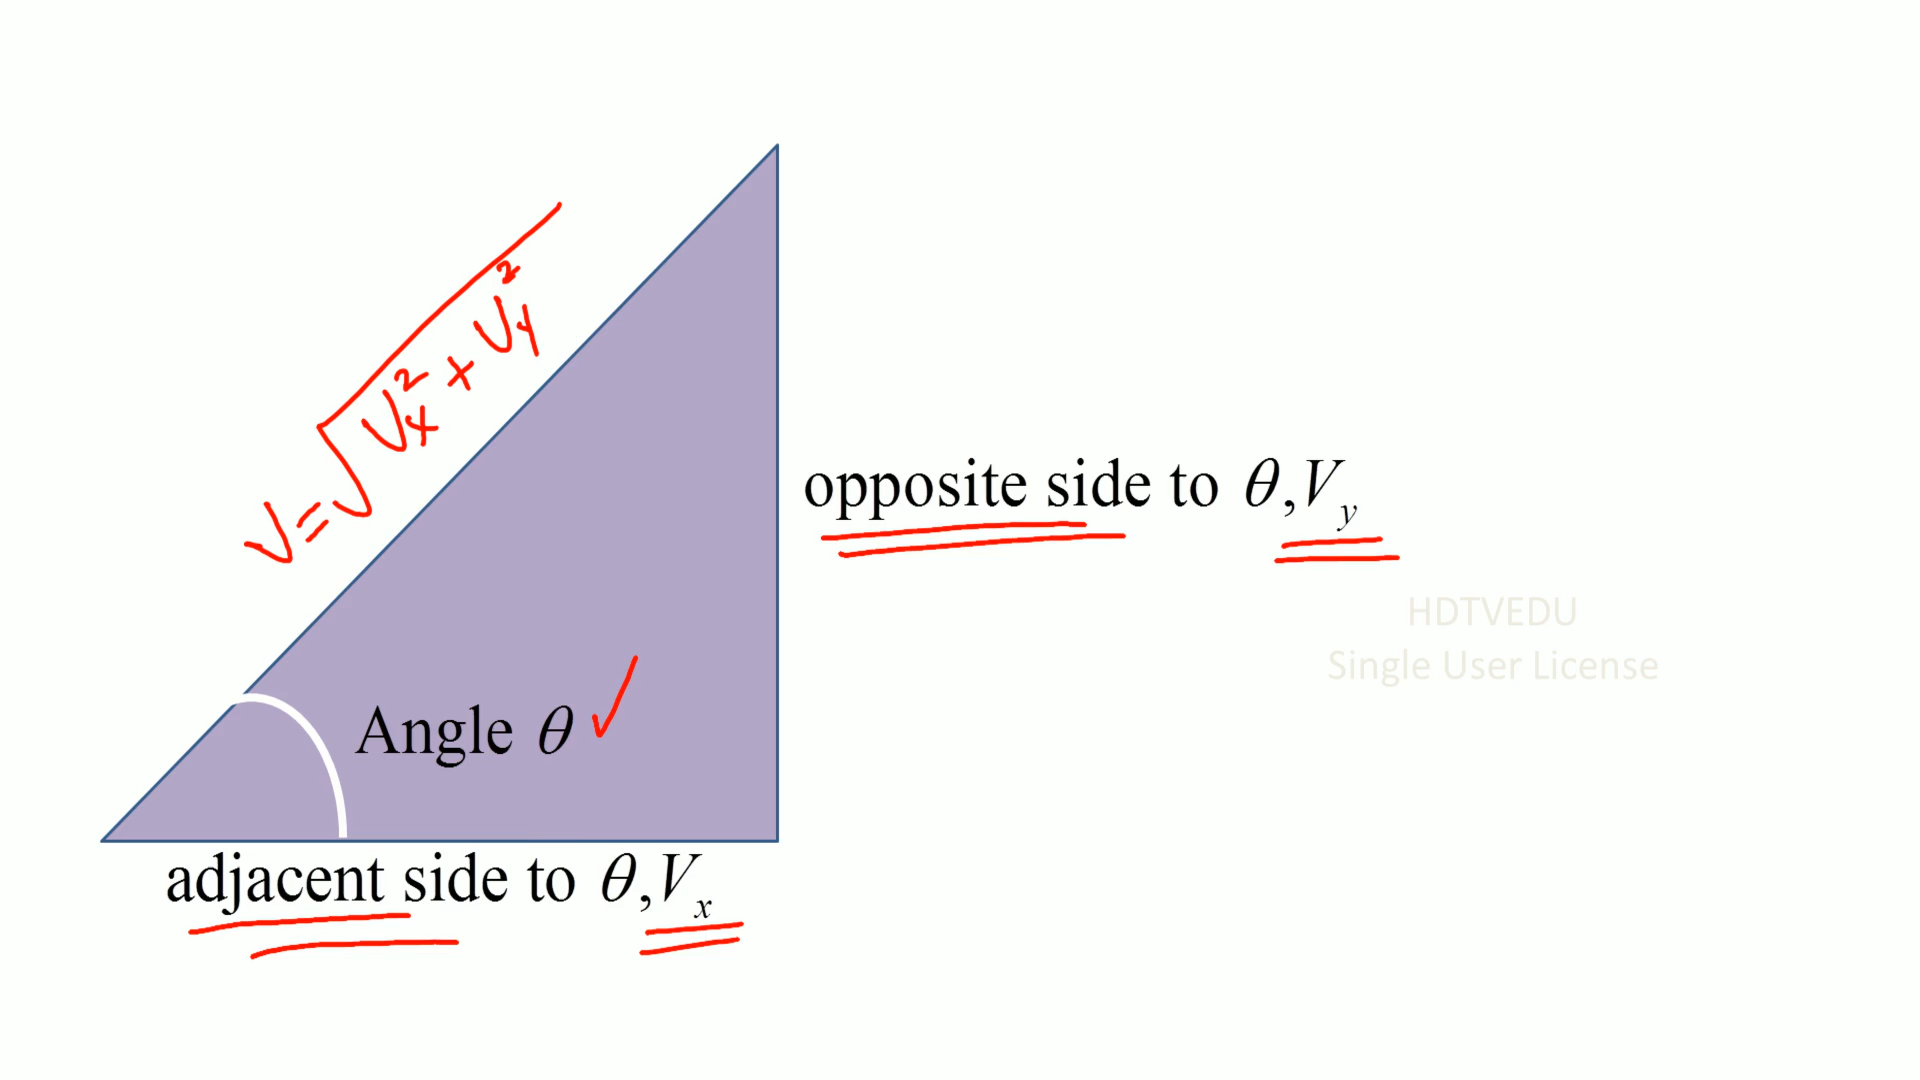 V=√Vx²+Vy²
opposite side to θ,Vy
HDTVEDU
Single User License
Angle θ ✓
adjacent side to θ,Vx